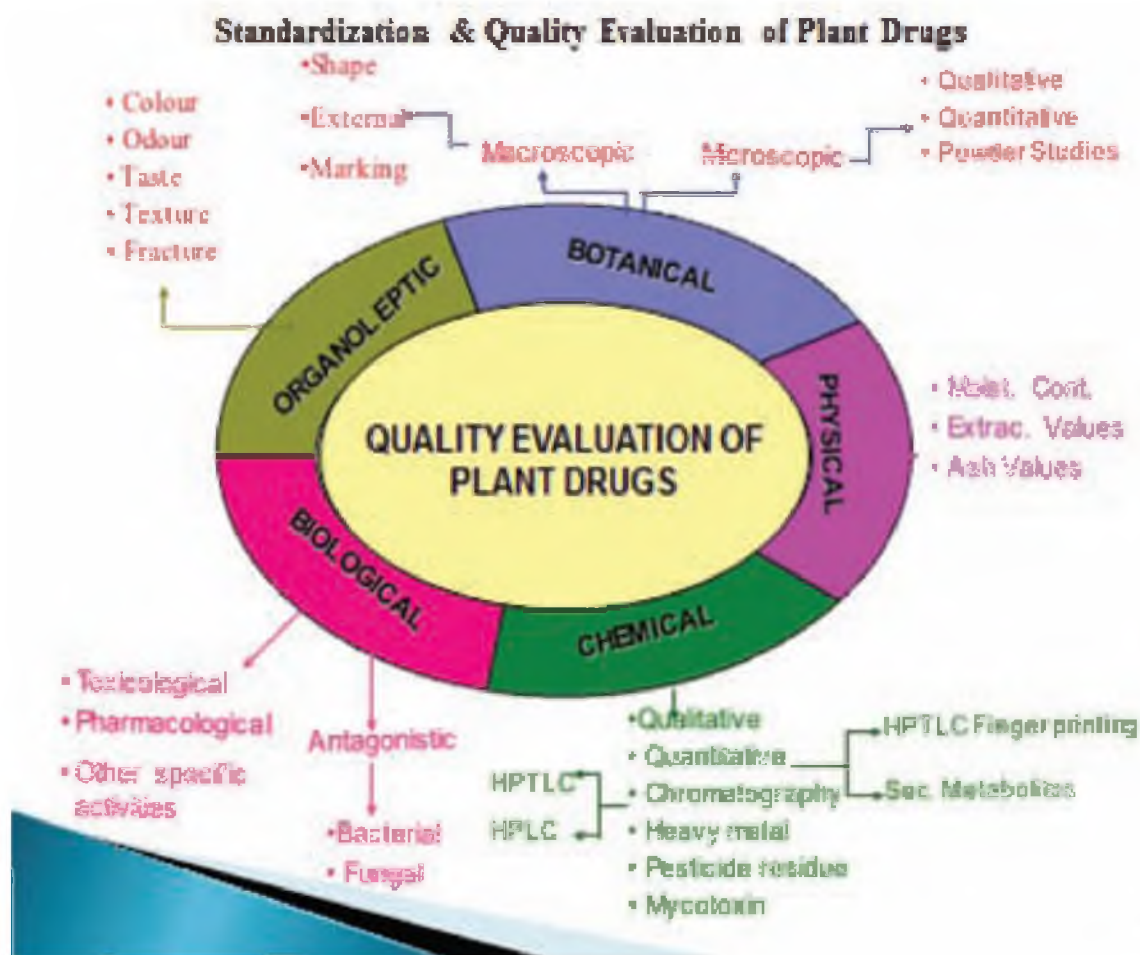 Standardization & Quality Evaluation of Plant Drugs
• Colour
• Odour
• Taste
• Texture
• Fracture
•Shape
•External
•Marking
Macroscopic
Microscopic
• Qualitative
• Quantitative
• Powder Studies
ORGANOLEPTIC
BOTANICAL
PHYSICAL
• Moist. Cont.
• Extrac. Values
• Ash Values
QUALITY EVALUATION OF
PLANT DRUGS
BIOLOGICAL
CHEMICAL
• Toxicological
• Pharmacological
• Other specific
activities
Antagonistic
•Bacterial
• Fungal
•Qualitative
• Quantitative
• Chromatography
• Heavy metal
• Pesticide residue
• Mycotoxin
HPTLC
HPLC
HPTLC Finger printing
Sec. Metabolites